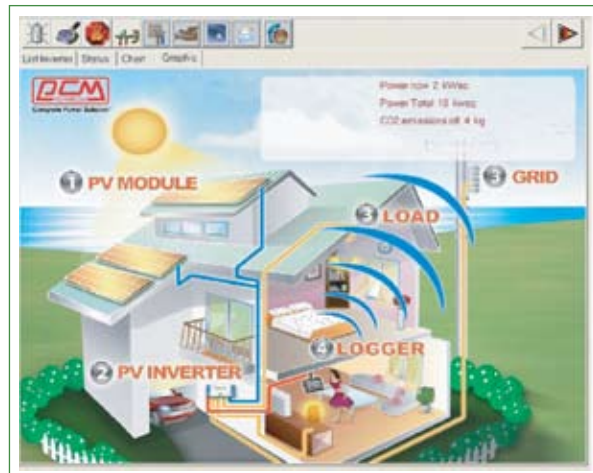 List Inverter Status Chart Graphic
PCM
Complete Power Solution
Power now 2 kWac
Power Total 10 kwac
CO2 emissions off 4 kg
1 PV MODULE
3 GRID
3 LOAD
4 LOGGER
2 PV INVERTER